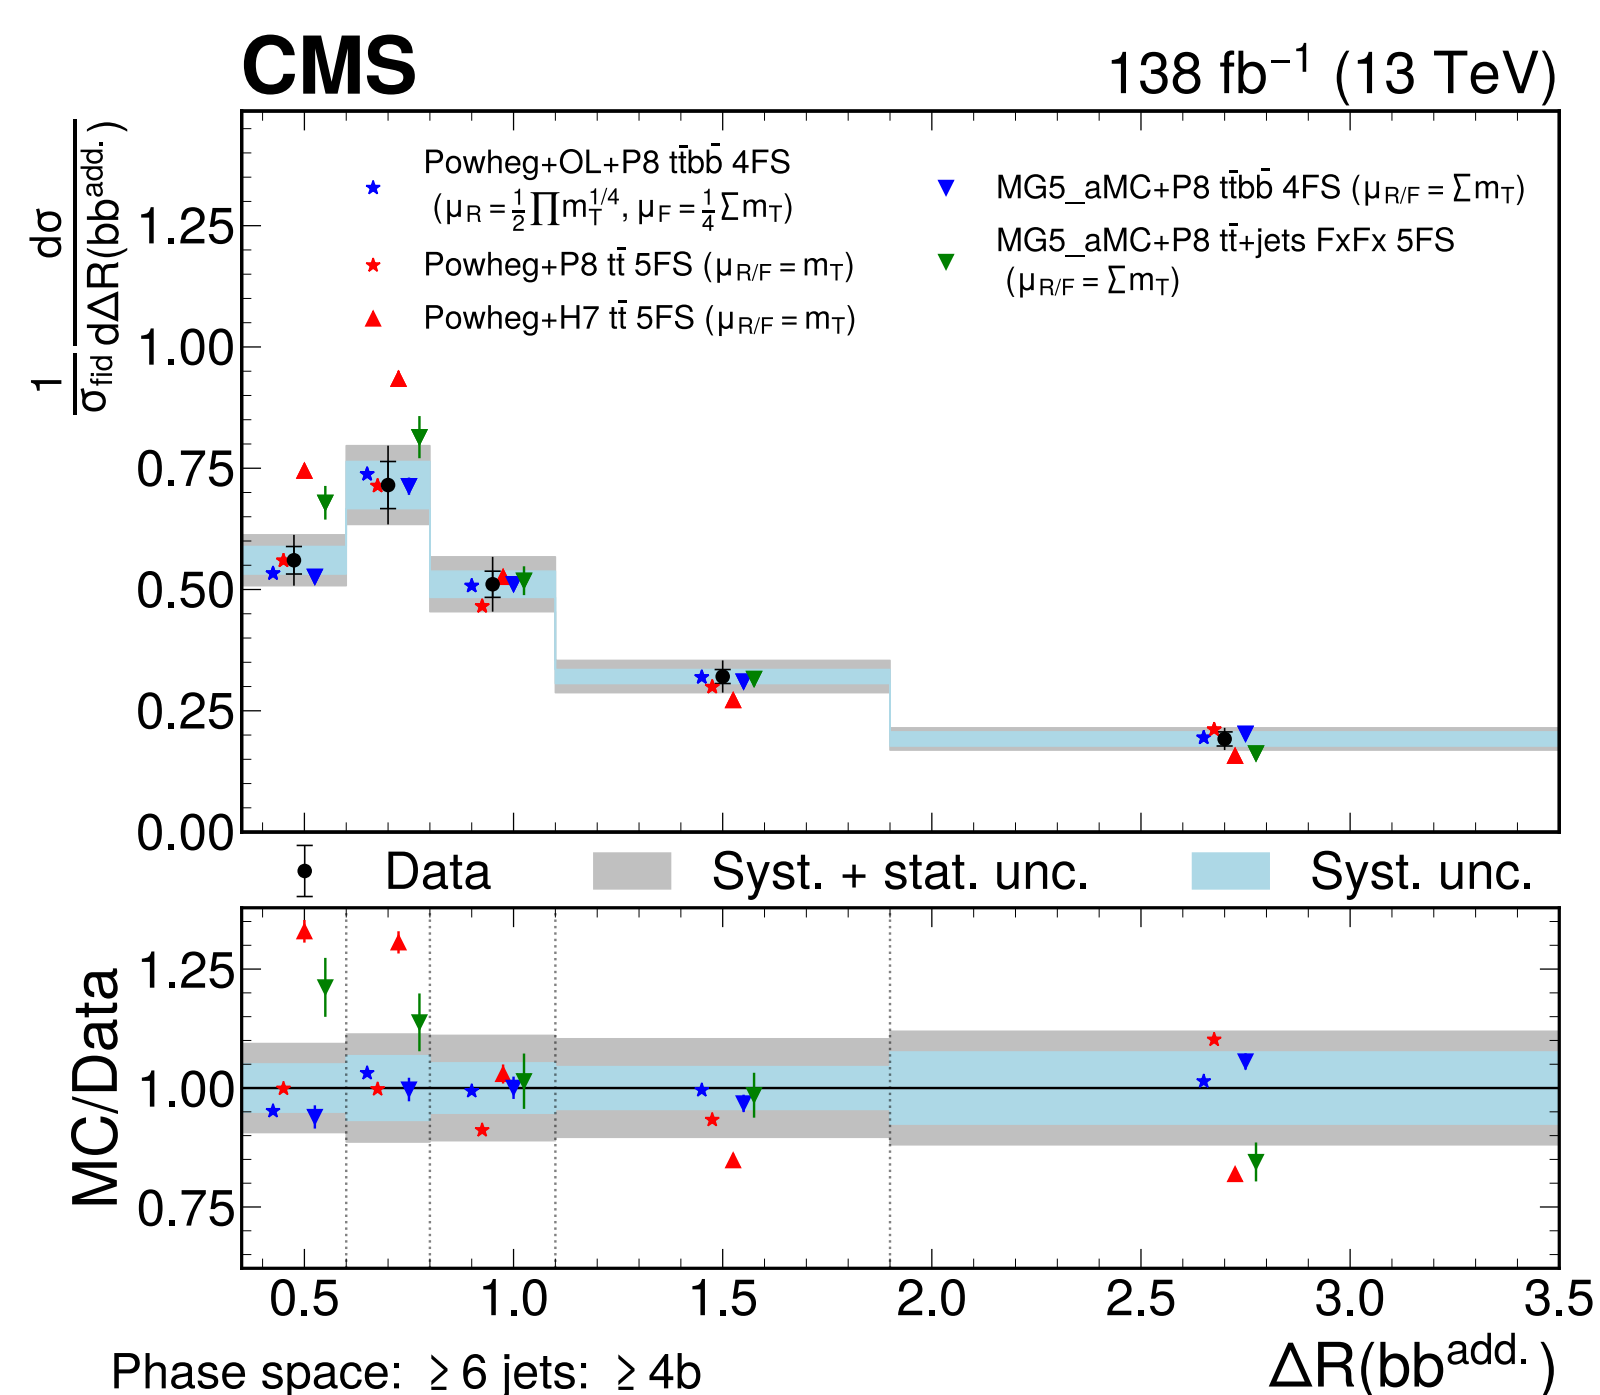 CMS
138 fb⁻¹ (13 TeV)
1/σ_fid dσ/dΔR(bb^add.)
Powheg+OL+P8 tt̄bb̄ 4FS
(μ_R = ½∏m_T^1/4, μ_F = ¼∑m_T)
Powheg+P8 tt̄ 5FS (μ_R/F = m_T)
Powheg+H7 tt̄ 5FS (μ_R/F = m_T)
MG5_aMC+P8 tt̄bb̄ 4FS (μ_R/F = ∑m_T)
MG5_aMC+P8 tt̄+jets FxFx 5FS
(μ_R/F = ∑m_T)
1.25
1.00
0.75
0.50
0.25
0.00
Data
Syst. + stat. unc.
Syst. unc.
MC/Data
1.25
1.00
0.75
0.5 1.0 1.5 2.0 2.5 3.0 3.5
ΔR(bb^add.)
Phase space: ≥ 6 jets: ≥ 4b